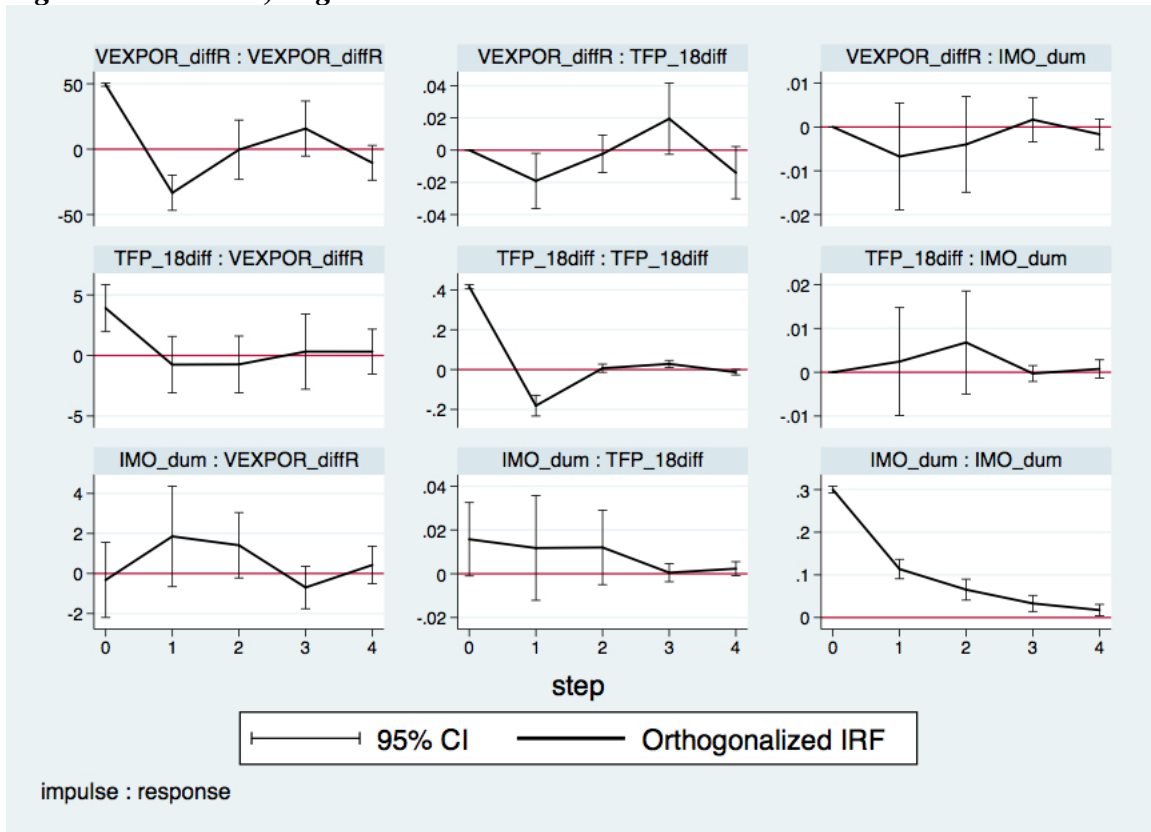 VEXPOR_diffR : VEXPOR_diffR
VEXPOR_diffR : TFP_18diff
VEXPOR_diffR : IMO_dum
50
0
-50
.04
.02
0
-.02
-.04
.01
0
-.01
-.02
TFP_18diff : VEXPOR_diffR
TFP_18diff : TFP_18diff
TFP_18diff : IMO_dum
5
0
-5
.4
.2
0
-.2
.02
.01
0
-.01
IMO_dum : VEXPOR_diffR
IMO_dum : TFP_18diff
IMO_dum : IMO_dum
4
2
0
-2
.04
.02
0
-.02
.3
.2
.1
0
0 1 2 3 4
0 1 2 3 4
0 1 2 3 4
step
95% CI
Orthogonalized IRF
impulse : response